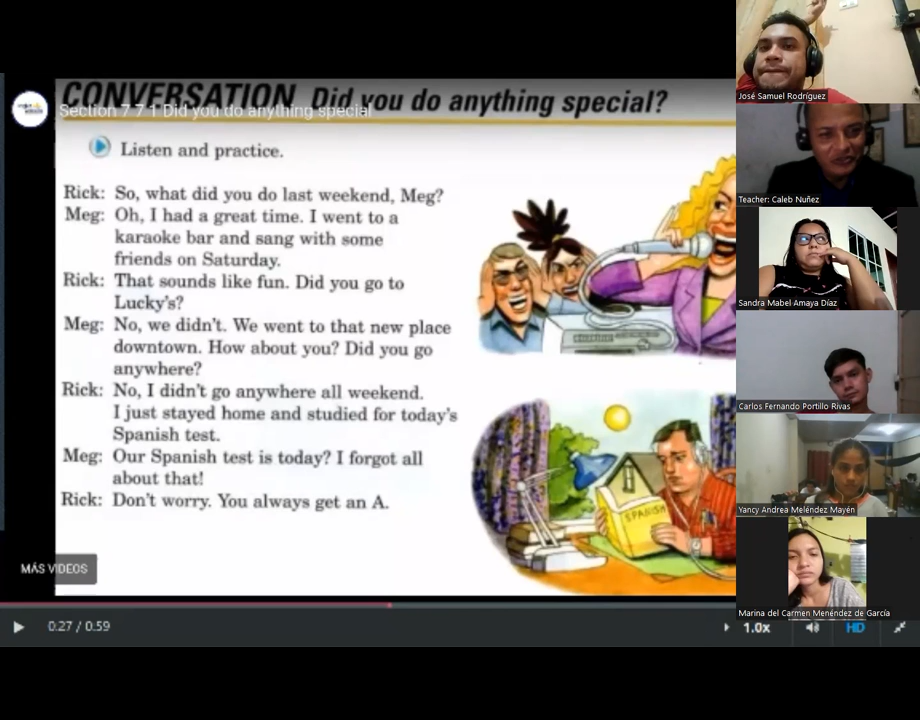 CONVERSATION Did you do anything special?
Section 7 7 1 Did you do anything special
Listen and practice.
Rick: So, what did you do last weekend, Meg?
Meg: Oh, I had a great time. I went to a
karaoke bar and sang with some
friends on Saturday.
Rick: That sounds like fun. Did you go to
Lucky's?
Meg: No, we didn't. We went to that new place
downtown. How about you? Did you go
anywhere?
Rick: No, I didn't go anywhere all weekend.
I just stayed home and studied for today's
Spanish test.
Meg: Our Spanish test is today? I forgot all
about that!
Rick: Don't worry. You always get an A.
SPANISH
MÁS VIDEOS
0:27 / 0:59
1.0x
HD
José Samuel Rodríguez
Teacher: Caleb Nuñez
Sandra Mabel Amaya Díaz
Carlos Fernando Portillo Rivas
Yancy Andrea Meléndez Mayén
Marina del Carmen Menéndez de García